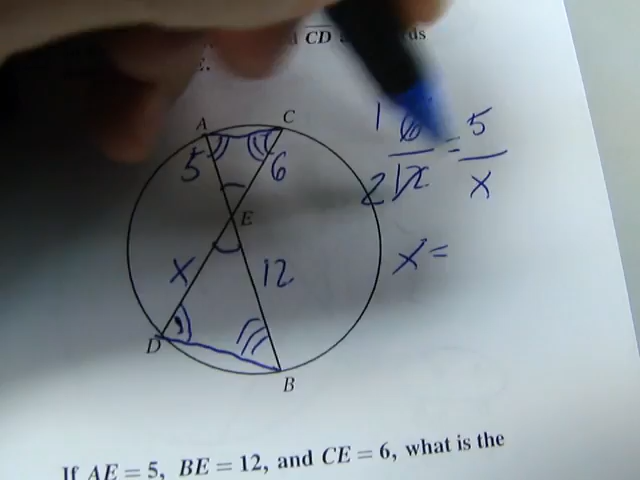 CD
E.
A C
5 6
E
X 12
D
B
1 6 = 5
2 12 x
x =
If AE = 5, BE = 12, and CE = 6, what is the